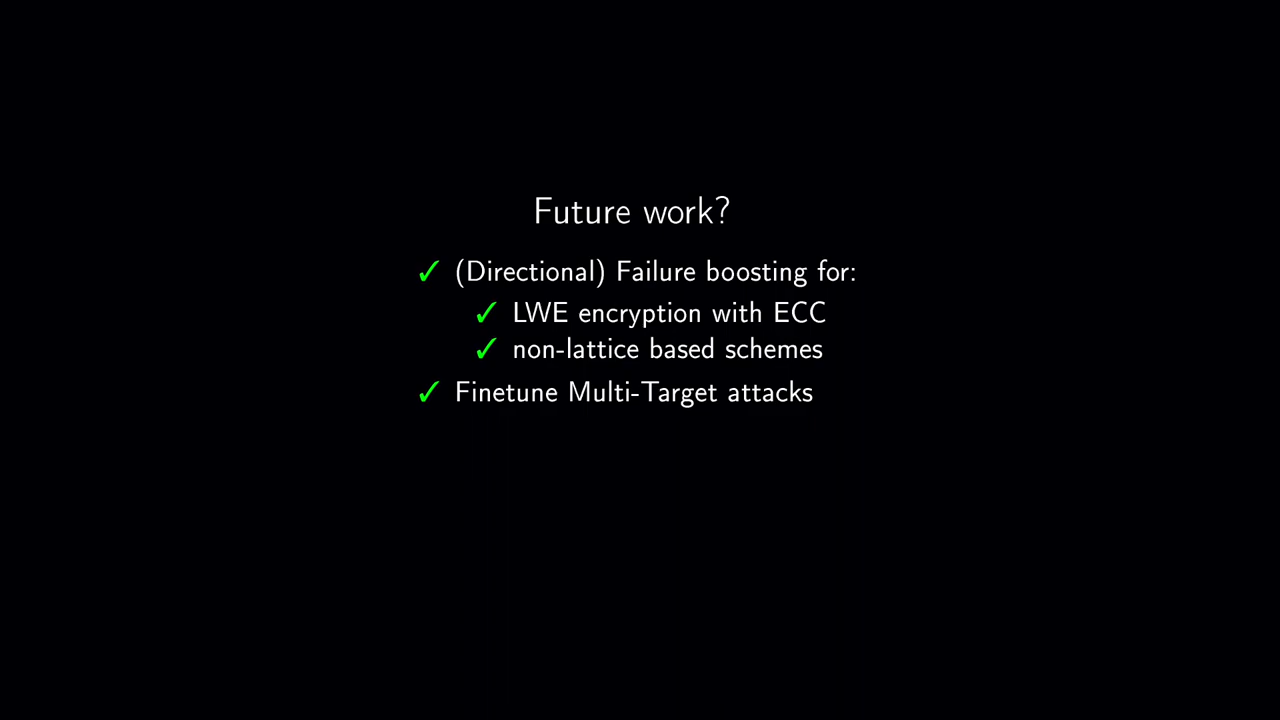 Future work?
✓ (Directional) Failure boosting for:
✓ LWE encryption with ECC
✓ non-lattice based schemes
✓ Finetune Multi-Target attacks